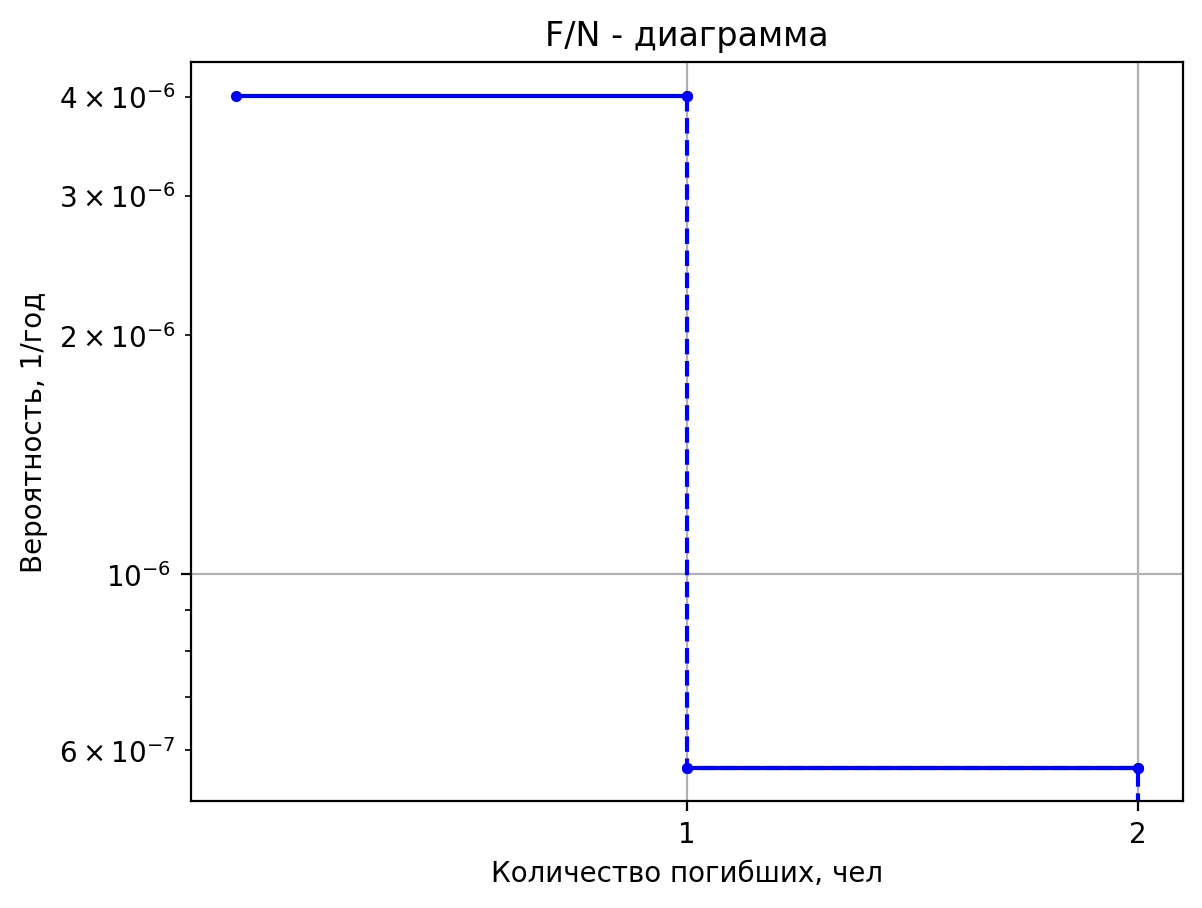 F/N - диаграмма
4 × 10⁻⁶
3 × 10⁻⁶
2 × 10⁻⁶
10⁻⁶
6 × 10⁻⁷
Вероятность, 1/год
1
2
Количество погибших, чел